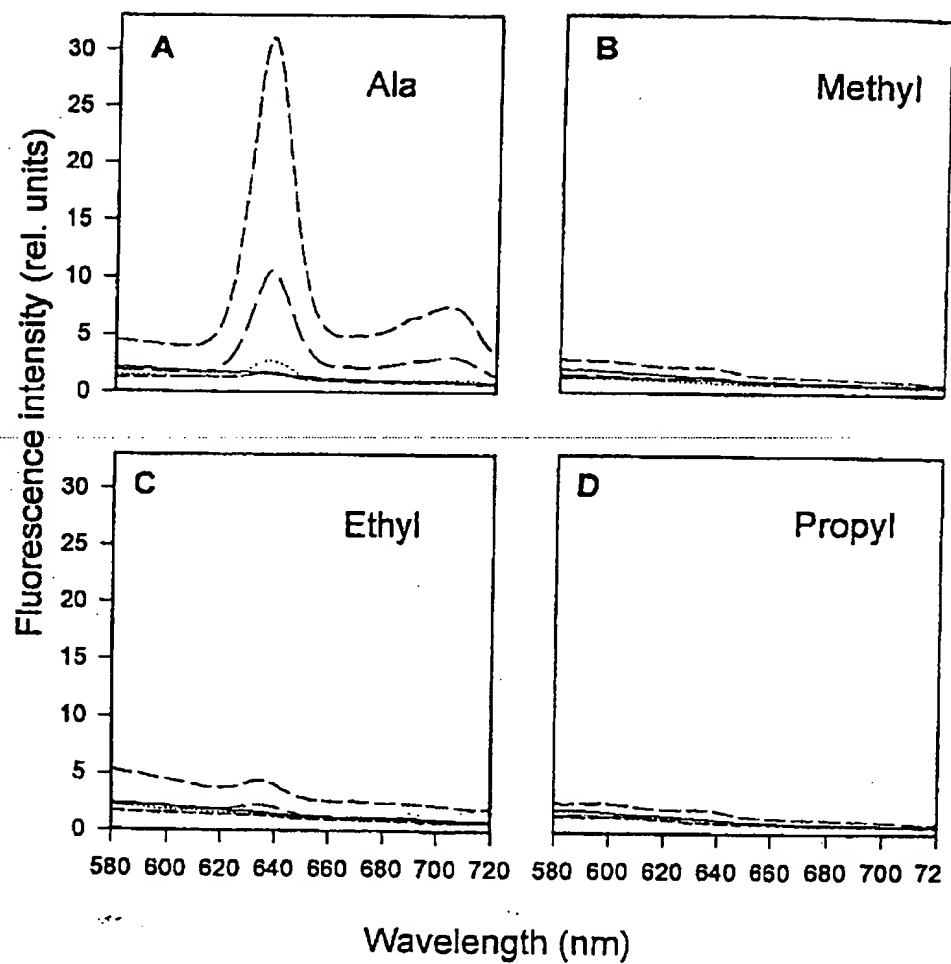 A
Ala
B
Methyl
30
25
20
15
10
5
0
Fluorescence intensity (rel. units)
C
Ethyl
D
Propyl
30
25
20
15
10
5
0
580 600 620 640 660 680 700 720
580 600 620 640 660 680 700 72
Wavelength (nm)